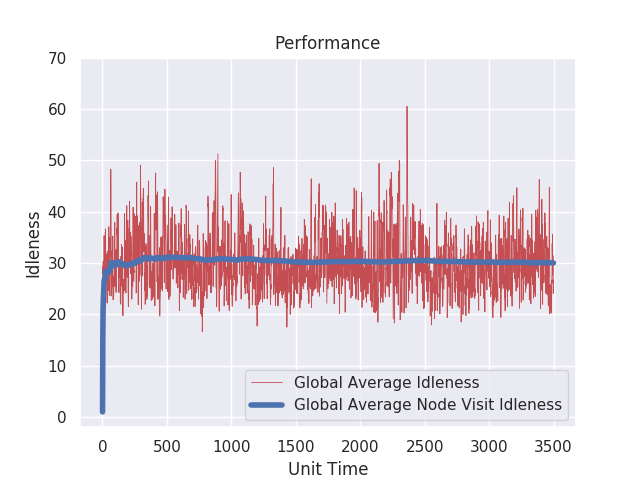 Performance
70
60
50
40
30
20
10
0
Idleness
0 500 1000 1500 2000 2500 3000 3500
Unit Time
Global Average Idleness
Global Average Node Visit Idleness